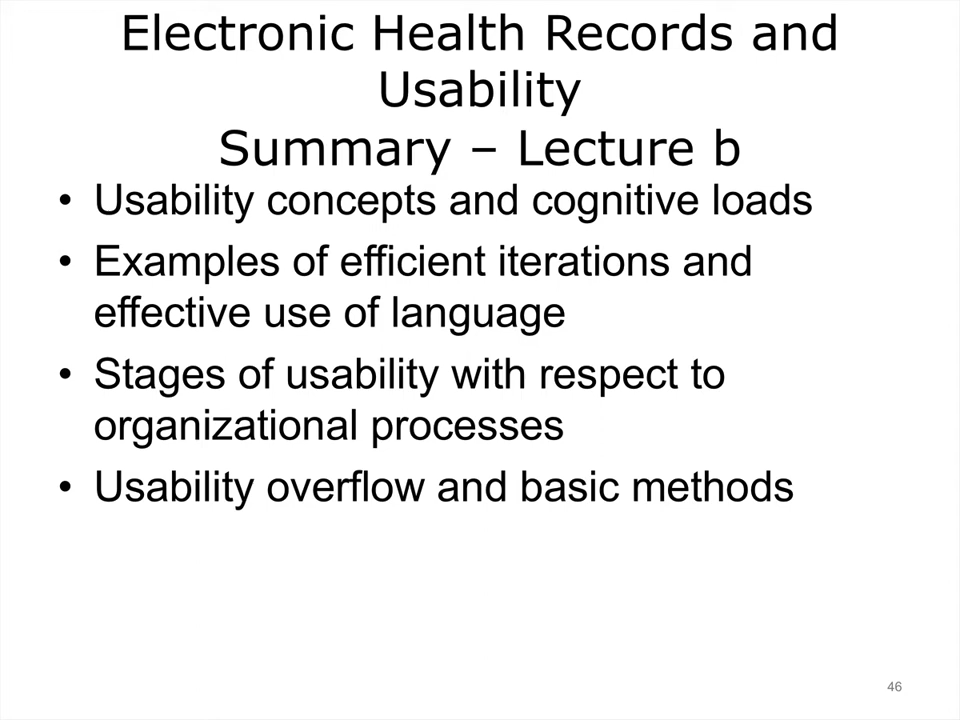 Electronic Health Records and
Usability
Summary – Lecture b
• Usability concepts and cognitive loads
• Examples of efficient iterations and
effective use of language
• Stages of usability with respect to
organizational processes
• Usability overflow and basic methods
46